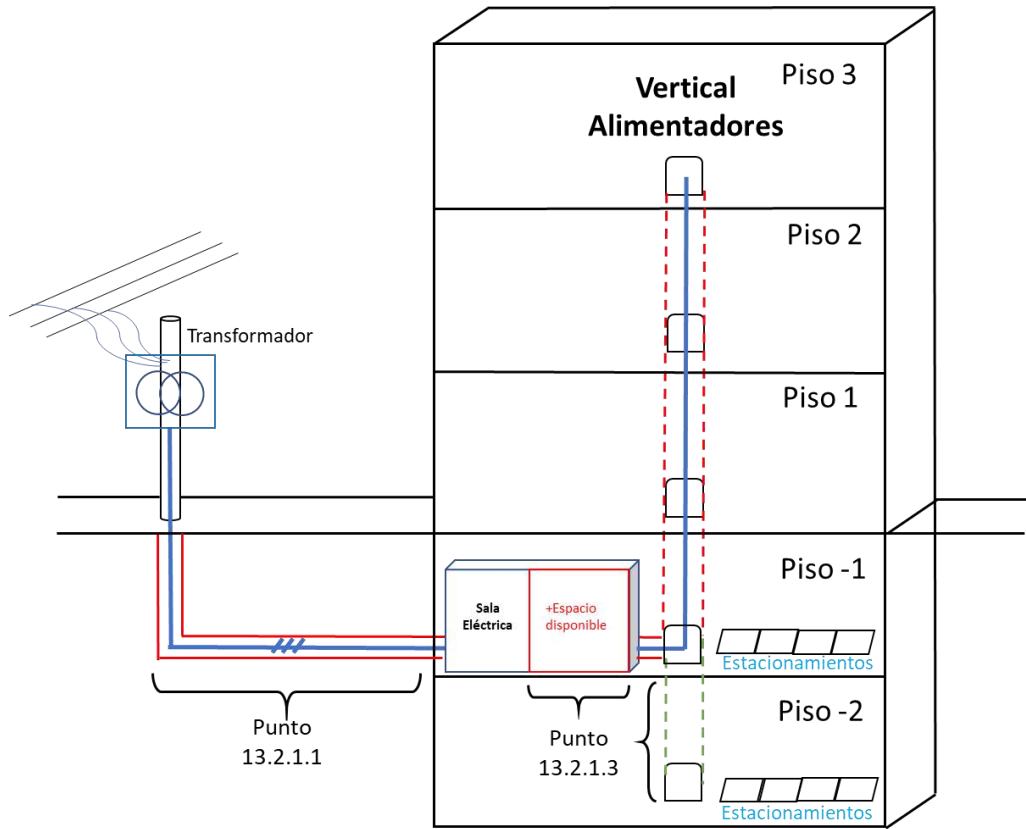 Piso 3
Vertical
Alimentadores
Piso 2
Transformador
Piso 1
Piso -1
Sala
Eléctrica
+Espacio
disponible
Estacionamientos
Piso -2
Punto
13.2.1.1
Punto
13.2.1.3
Estacionamientos